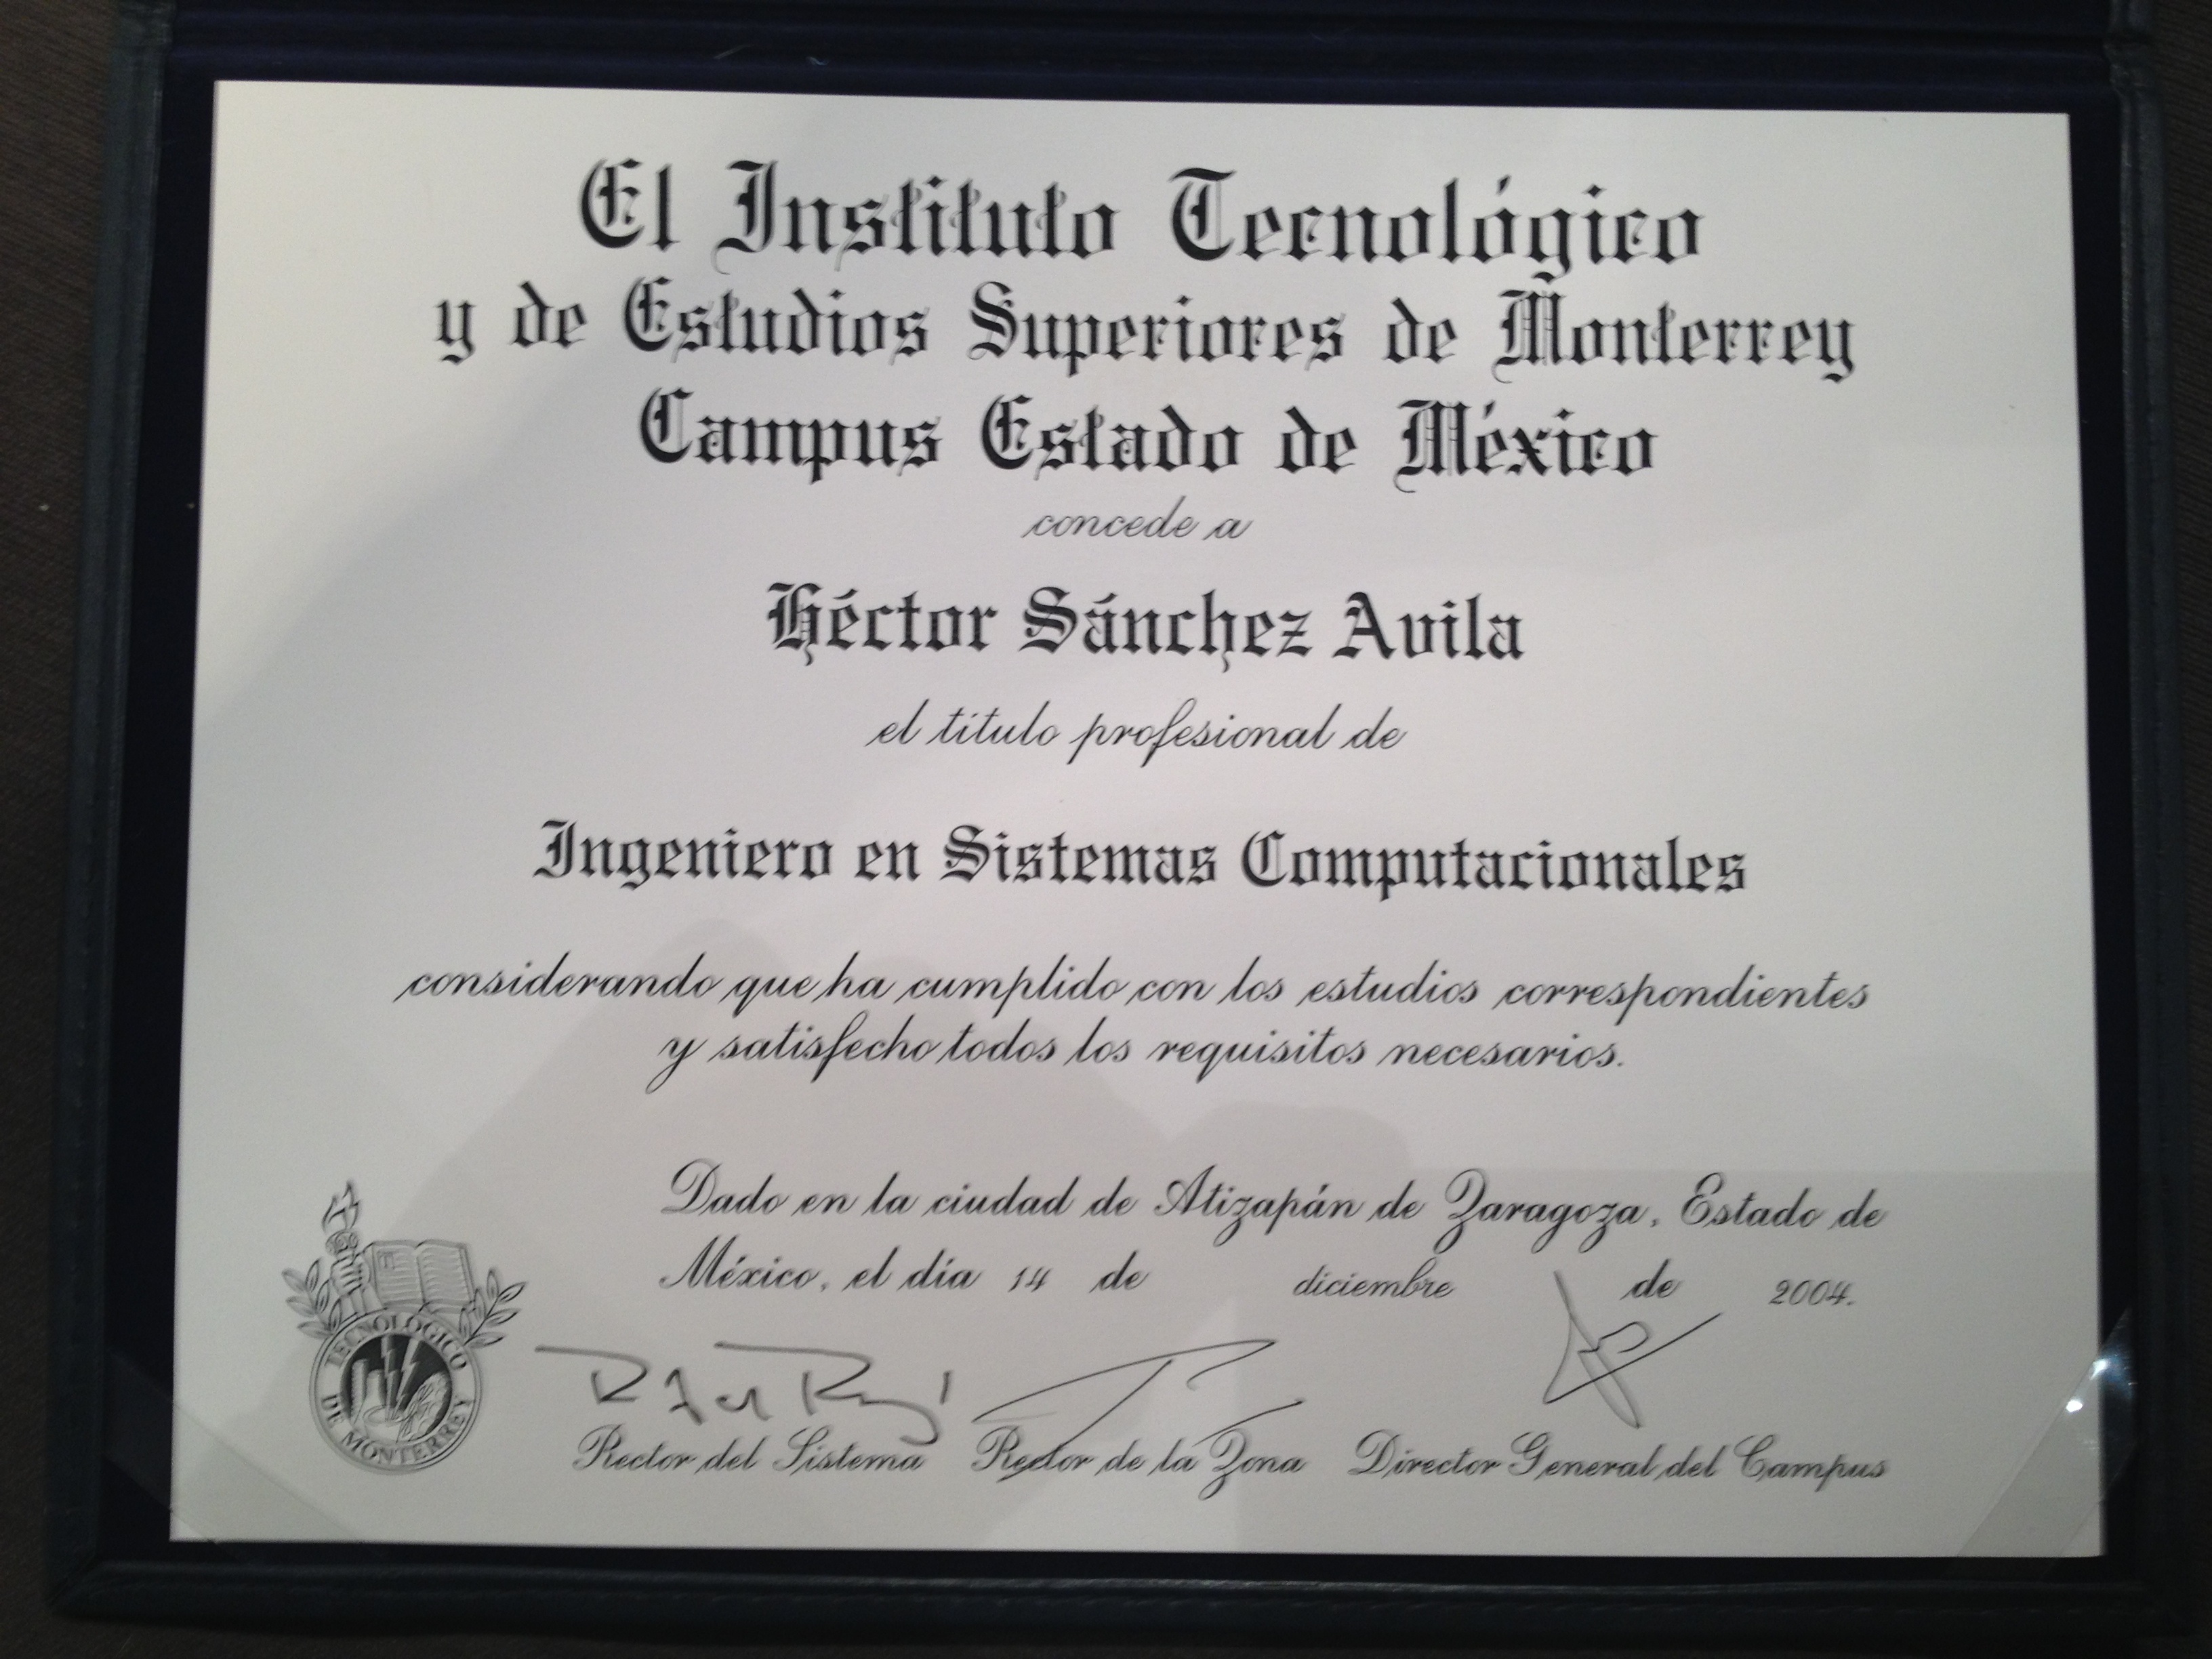 El Instituto Tecnológico
y de Estudios Superiores de Monterrey
Campus Estado de México
concede a
Héctor Sánchez Avila
el título profesional de
Ingeniero en Sistemas Computacionales
considerando que ha cumplido con los estudios correspondientes
y satisfecho todos los requisitos necesarios.
Dado en la ciudad de Atizapán de Zaragoza, Estado de
México, el día 14 de diciembre de 2004.
TECNOLOGICO DE MONTERREY
Rector del Sistema Rector de la Zona Director General del Campus